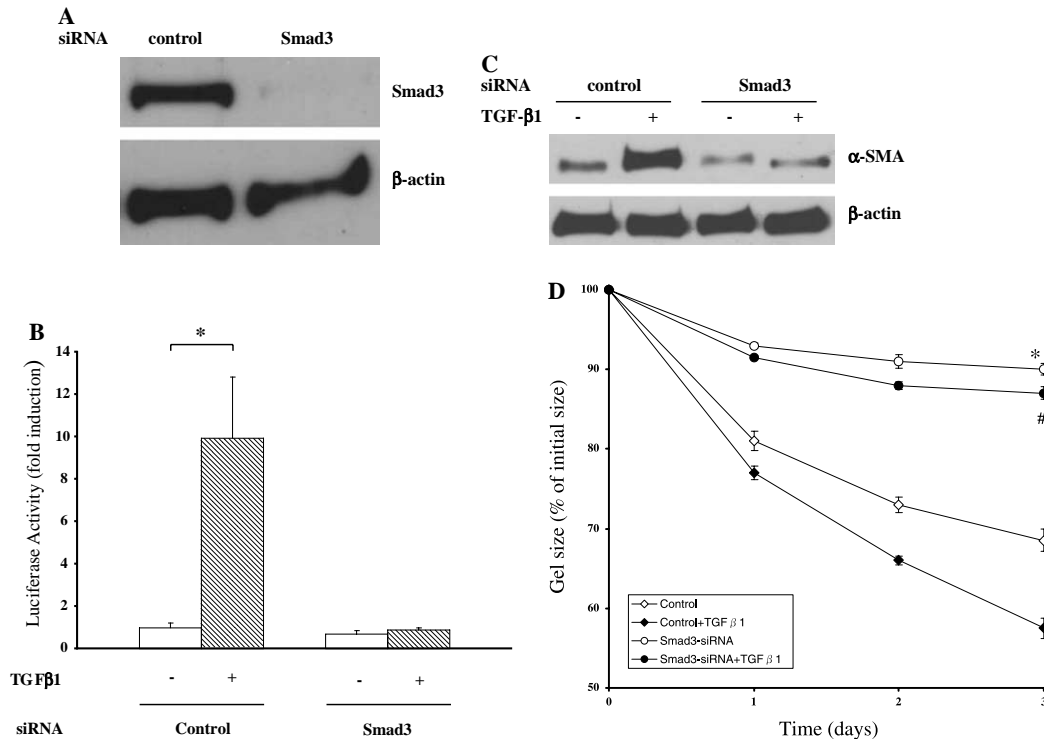 A
siRNA control Smad3
Smad3
β-actin
B
*
Luciferase Activity (fold induction)
14
12
10
8
6
4
2
0
TGFβ1 - + - +
siRNA Control Smad3
C
siRNA control Smad3
TGF-β1 - + - +
α-SMA
β-actin
D
Gel size (% of initial size)
100
90
80
70
60
50
*
#
Control
Control+TGFβ1
Smad3-siRNA
Smad3-siRNA+TGFβ1
0 1 2 3
Time (days)